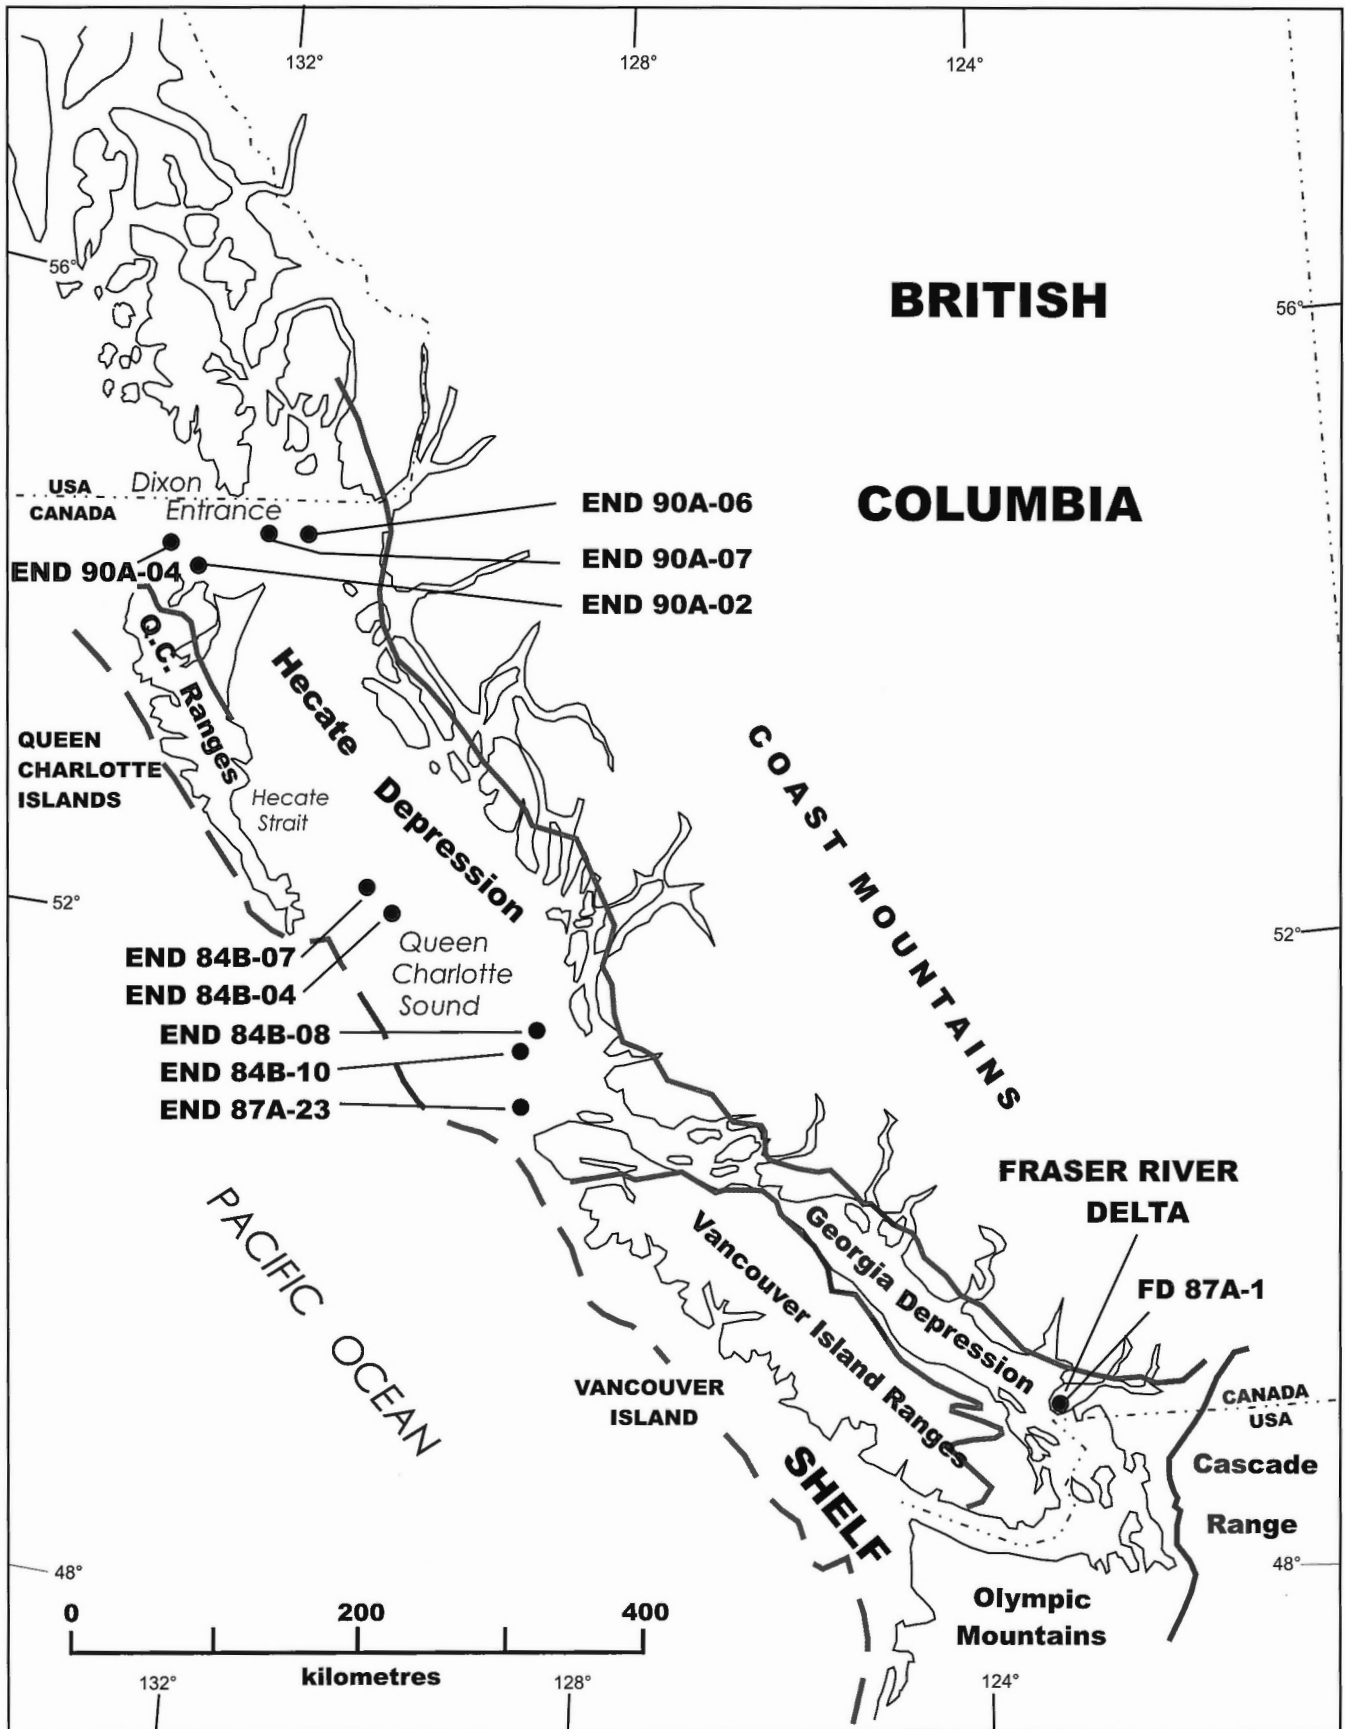 132°
128°
124°
56°
BRITISH
56°
COLUMBIA
USA
CANADA
Dixon
Entrance
END 90A-06
END 90A-07
END 90A-04
END 90A-02
Q.C. Ranges
Hecate Depression
QUEEN
CHARLOTTE
ISLANDS
Hecate
Strait
COAST MOUNTAINS
52°
52°
Queen
Charlotte
Sound
END 84B-07
END 84B-04
END 84B-08
END 84B-10
END 87A-23
PACIFIC OCEAN
FRASER RIVER
DELTA
FD 87A-1
Georgia Depression
Vancouver Island Ranges
VANCOUVER
ISLAND
CANADA
USA
SHELF
Cascade
Range
48°
48°
Olympic
Mountains
0 200 400
kilometres
132°
128°
124°